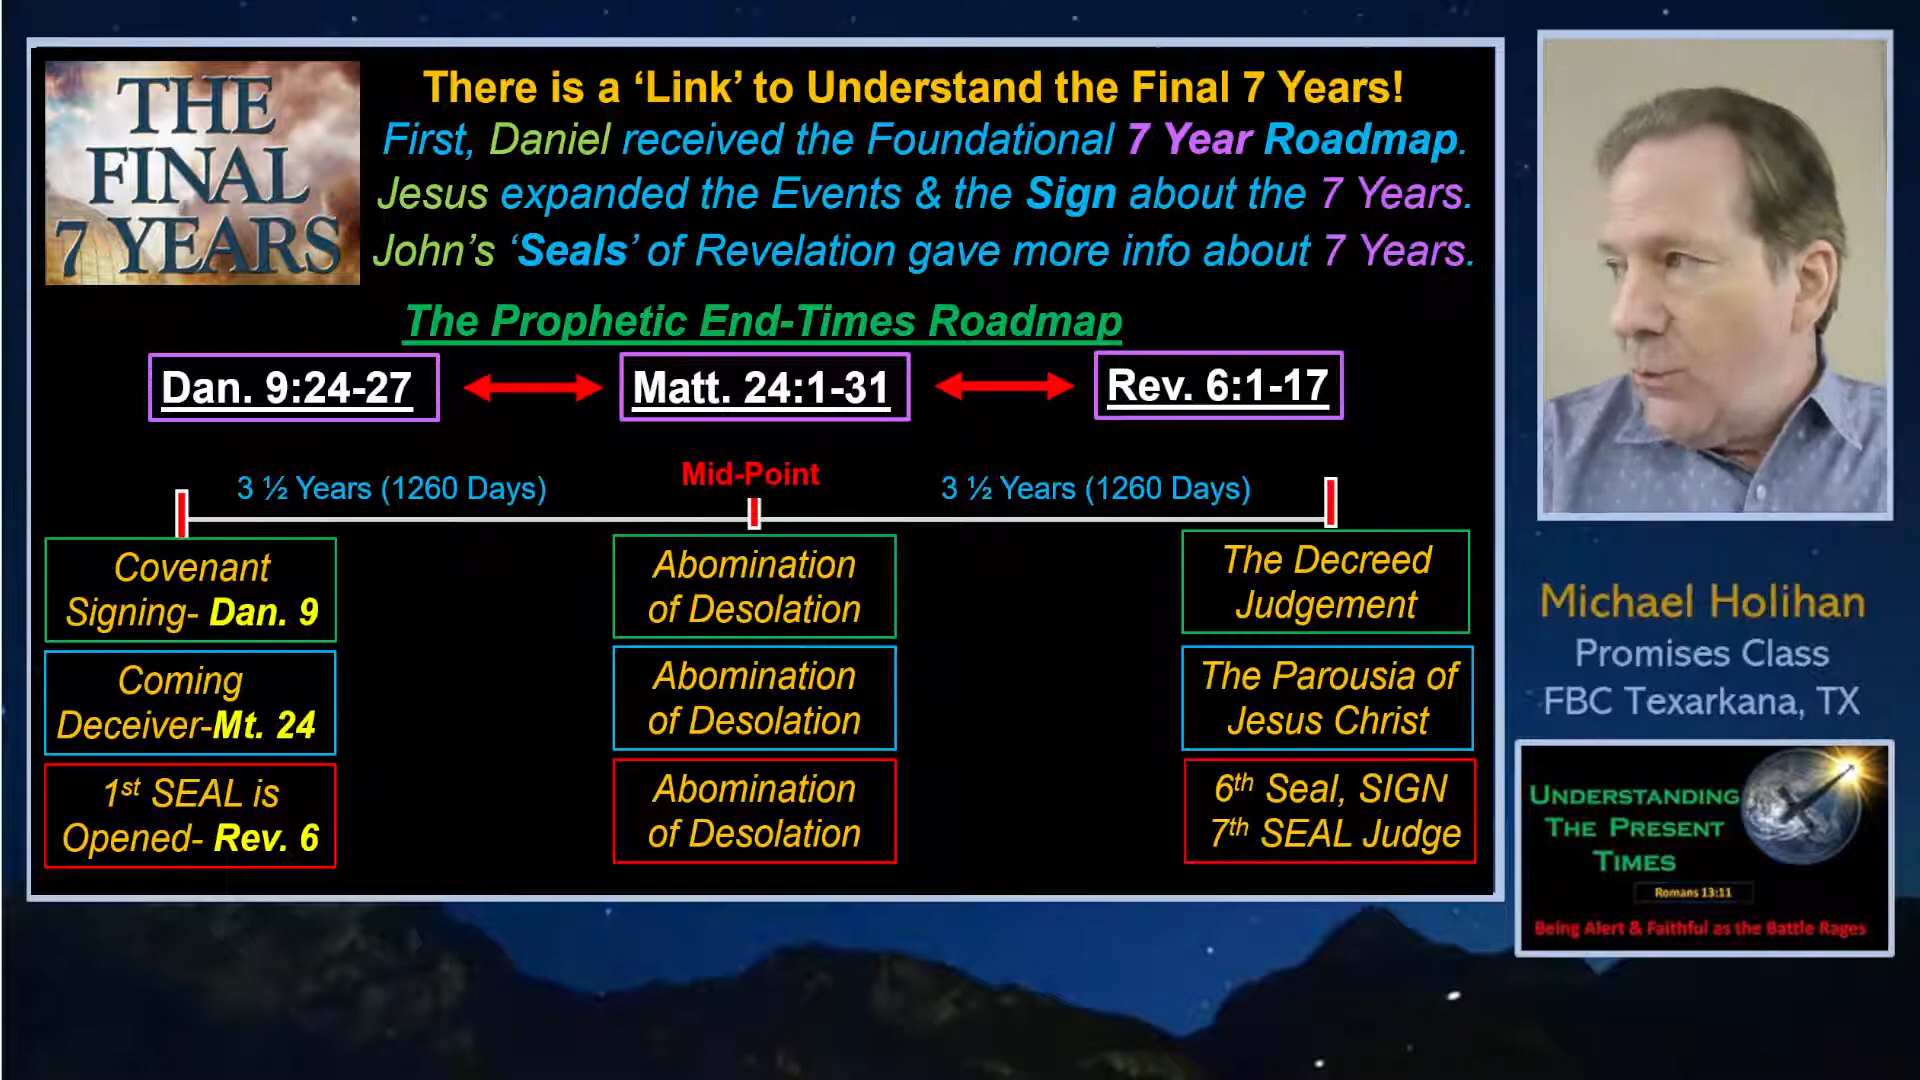 THE
FINAL
7 YEARS
There is a ‘Link’ to Understand the Final 7 Years!
First, Daniel received the Foundational 7 Year Roadmap.
Jesus expanded the Events & the Sign about the 7 Years.
John’s ‘Seals’ of Revelation gave more info about 7 Years.
The Prophetic End-Times Roadmap
Dan. 9:24-27
Matt. 24:1-31
Rev. 6:1-17
3 ½ Years (1260 Days)
Mid-Point
3 ½ Years (1260 Days)
Covenant
Signing- Dan. 9
Abomination
of Desolation
The Decreed
Judgement
Coming
Deceiver-Mt. 24
Abomination
of Desolation
The Parousia of
Jesus Christ
1st SEAL is
Opened- Rev. 6
Abomination
of Desolation
6th Seal, SIGN
7th SEAL Judge
Michael Holihan
Promises Class
FBC Texarkana, TX
UNDERSTANDING
THE PRESENT
TIMES
Romans 13:11
Being Alert & Faithful as the Battle Rages